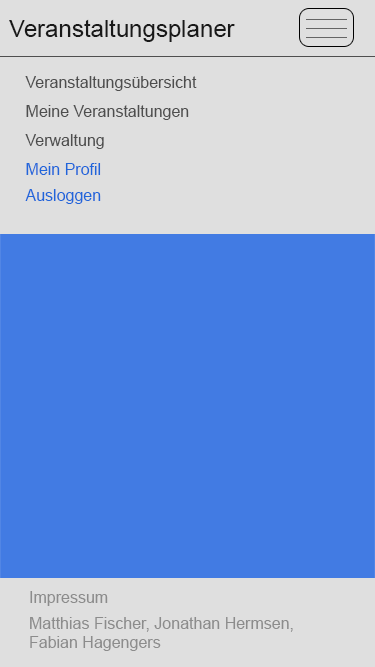 Veranstaltungsplaner
Veranstaltungsübersicht
Meine Veranstaltungen
Verwaltung
Mein Profil
Ausloggen
Impressum
Matthias Fischer, Jonathan Hermsen,
Fabian Hagengers